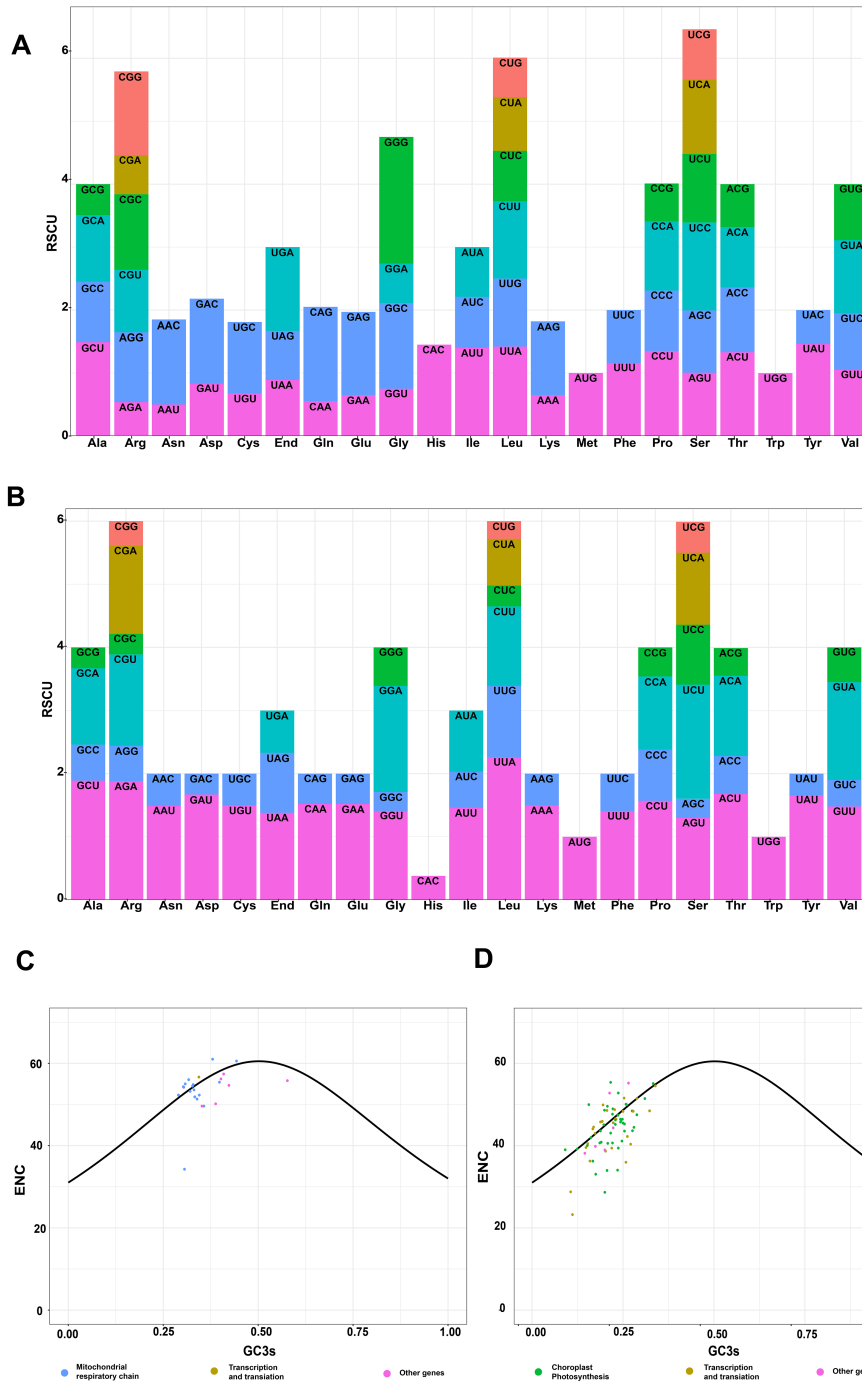 A
6
4
2
0
RSCU
GCG
GCA
GCC
GCU
CGG
CGA
CGC
CGU
AGG
AGA
AAC
AAU
GAC
GAU
UGC
UGU
UGA
UAG
UAA
CAG
CAA
GAG
GAA
GGG
GGA
GGC
GGU
CAC
AUA
AUC
AUU
CUG
CUA
CUC
CUU
UUG
UUA
AAG
AAA
AUG
UUC
UUU
CCG
CCA
CCC
CCU
UCG
UCA
UCU
UCC
AGC
AGU
ACG
ACA
ACC
ACU
UGG
UAC
UAU
GUG
GUA
GUC
GUU
Ala Arg Asn Asp Cys End Gln Glu Gly His Ile Leu Lys Met Phe Pro Ser Thr Trp Tyr Val
B
6
4
2
0
RSCU
GCG
GCA
GCC
GCU
CGG
CGA
CGC
CGU
AGG
AGA
AAC
AAU
GAC
GAU
UGC
UGU
UGA
UAG
UAA
CAG
CAA
GAG
GAA
GGG
GGA
GGC
GGU
CAC
AUA
AUC
AUU
CUG
CUA
CUC
CUU
UUG
UUA
AAG
AAA
AUG
UUC
UUU
CCG
CCA
CCC
CCU
UCG
UCA
UCC
UCU
AGC
AGU
ACG
ACA
ACC
ACU
UGG
UAU
UAU
GUG
GUA
GUC
GUU
Ala Arg Asn Asp Cys End Gln Glu Gly His Ile Leu Lys Met Phe Pro Ser Thr Trp Tyr Val
C
60
40
20
0
ENC
0.00 0.25 0.50 0.75 1.00
GC3s
Mitochondrial
respiratory chain
Transcription
and transiation
Other genes
D
60
40
20
.0
ENC
0.00 0.25 0.50 0.75
GC3s
Choroplast
Photosynthesis
Transcription
and transiation
Other ge